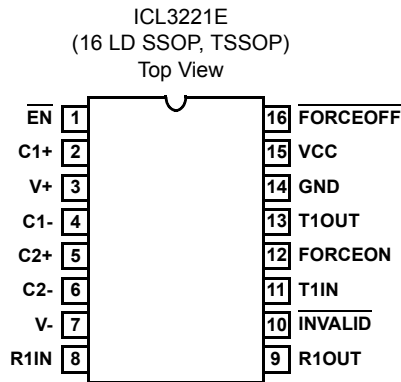 ICL3221E
(16 LD SSOP, TSSOP)
Top View
EN 1 16 FORCEOFF
C1+ 2 15 VCC
V+ 3 14 GND
C1- 4 13 T1OUT
C2+ 5 12 FORCEON
C2- 6 11 T1IN
V- 7 10 INVALID
R1IN 8 9 R1OUT